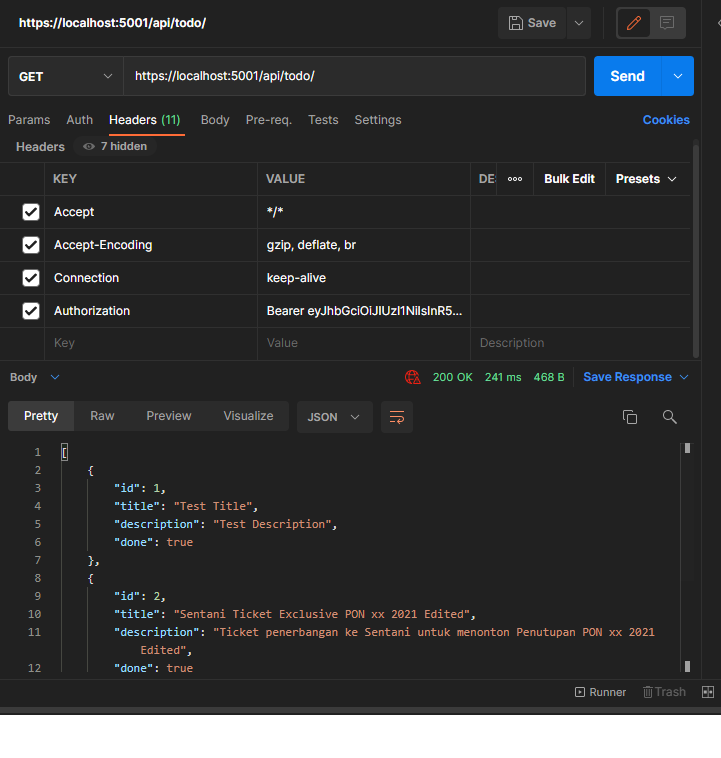 https://localhost:5001/api/todo/
Save
GET
https://localhost:5001/api/todo/
Send
Params Auth Headers (11) Body Pre-req. Tests Settings Cookies
Headers 7 hidden
KEY VALUE DE ooo Bulk Edit Presets
Accept */*
Accept-Encoding gzip, deflate, br
Connection keep-alive
Authorization Bearer eyJhbGciOiJIUzI1NiIsInR5...
Key Value Description
Body 200 OK 241 ms 468 B Save Response
Pretty Raw Preview Visualize JSON
1 [
2 {
3 "id": 1,
4 "title": "Test Title",
5 "description": "Test Description",
6 "done": true
7 },
8 {
9 "id": 2,
10 "title": "Sentani Ticket Exclusive PON xx 2021 Edited",
11 "description": "Ticket penerbangan ke Sentani untuk menonton Penutupan PON xx 2021
Edited",
12 "done": true
Runner Trash